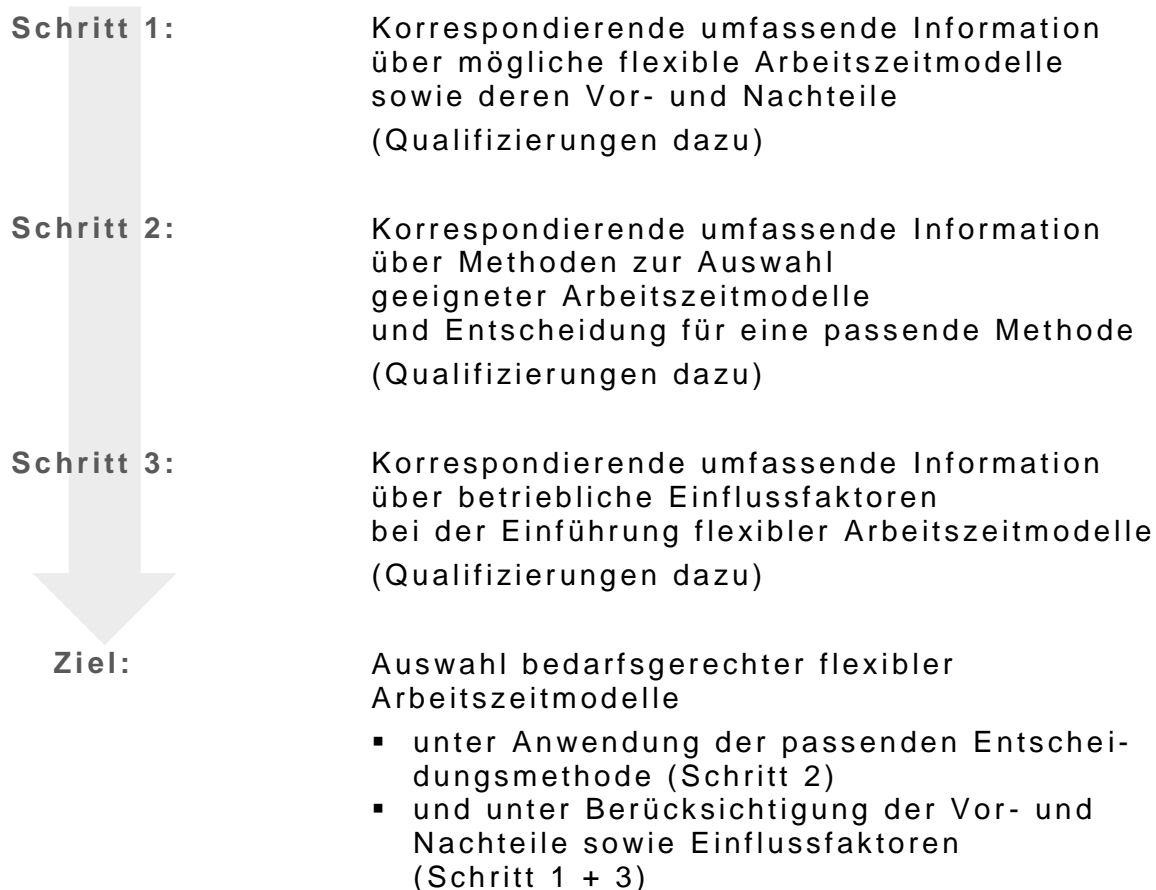 Schritt 1: Korrespondierende umfassende Information
über mögliche flexible Arbeitszeitmodelle
sowie deren Vor- und Nachteile
(Qualifizierungen dazu)
Schritt 2: Korrespondierende umfassende Information
über Methoden zur Auswahl
geeigneter Arbeitszeitmodelle
und Entscheidung für eine passende Methode
(Qualifizierungen dazu)
Schritt 3: Korrespondierende umfassende Information
über betriebliche Einflussfaktoren
bei der Einführung flexibler Arbeitszeitmodelle
(Qualifizierungen dazu)
Ziel: Auswahl bedarfsgerechter flexibler
Arbeitszeitmodelle
▪ unter Anwendung der passenden Entschei-
dungsmethode (Schritt 2)
▪ und unter Berücksichtigung der Vor- und
Nachteile sowie Einflussfaktoren
(Schritt 1 + 3)